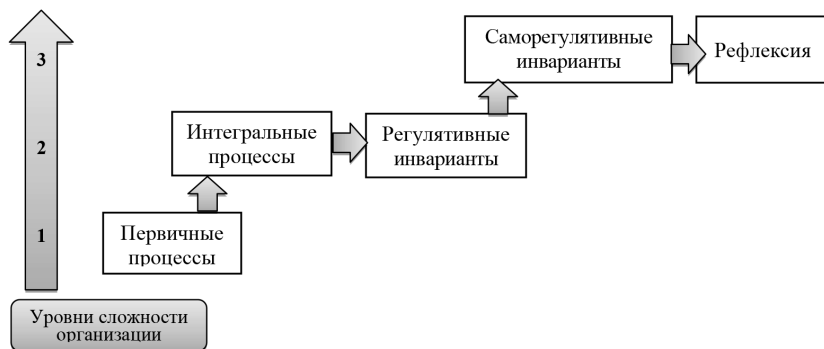 3
Саморегулятивные
инварианты
Рефлексия
2
Интегральные
процессы
Регулятивные
инварианты
1
Первичные
процессы
Уровни сложности
организации